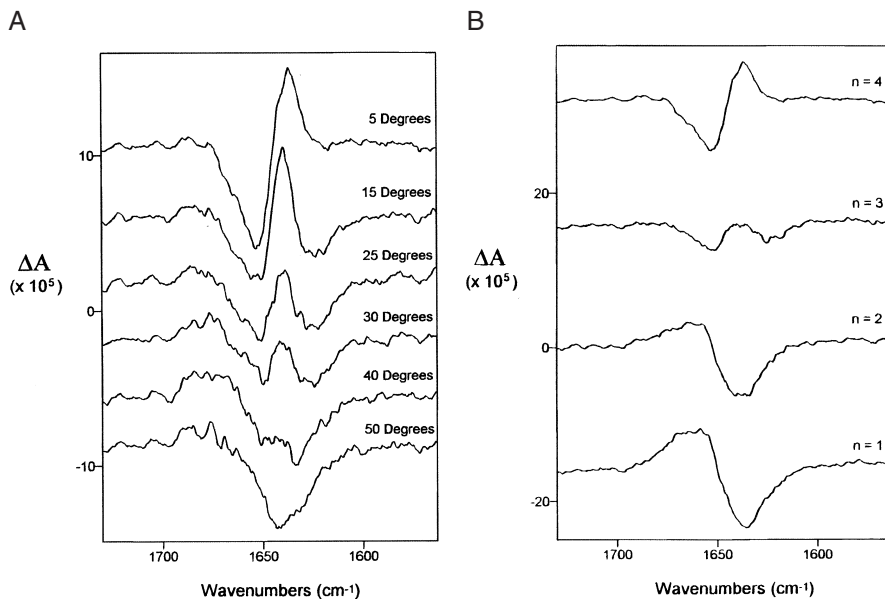 A
5 Degrees
10
15 Degrees
ΔA
(x 10⁵)
25 Degrees
0
30 Degrees
40 Degrees
50 Degrees
-10
1700
1650
1600
Wavenumbers (cm⁻¹)
B
n = 4
20
n = 3
ΔA
(x 10⁵)
n = 2
0
n = 1
-20
1700
1650
1600
Wavenumbers (cm⁻¹)